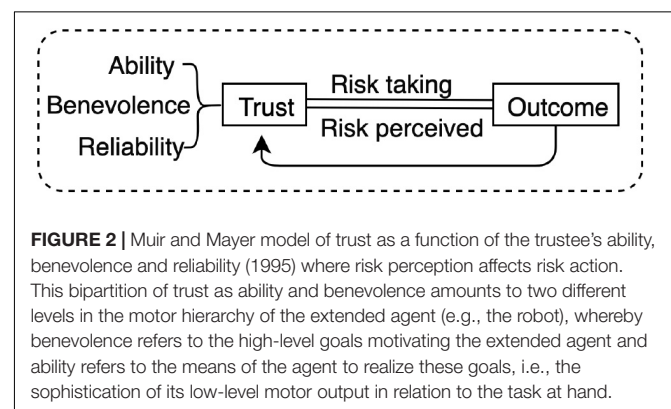 Ability
Benevolence
Reliability
Trust
Risk taking
Risk perceived
Outcome
FIGURE 2 | Muir and Mayer model of trust as a function of the trustee's ability,
benevolence and reliability (1995) where risk perception affects risk action.
This bipartition of trust as ability and benevolence amounts to two different
levels in the motor hierarchy of the extended agent (e.g., the robot), whereby
benevolence refers to the high-level goals motivating the extended agent and
ability refers to the means of the agent to realize these goals, i.e., the
sophistication of its low-level motor output in relation to the task at hand.